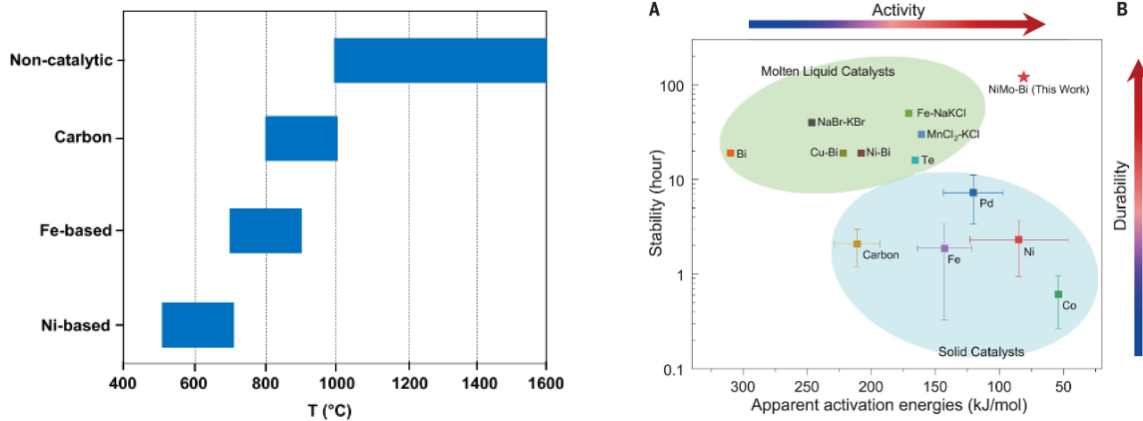 Non-catalytic
Carbon
Fe-based
Ni-based
400 600 800 1000 1200 1400 1600
T (°C)
A
Activity
B
Stability (hour)
100
10
1
0.1
Molten Liquid Catalysts
NiMo-Bi (This Work)
NaBr-KBr
Fe-NaKCl
MnCl₂-KCl
Bi
Cu-Bi
Ni-Bi
Te
Pd
Carbon
Fe
Ni
Co
Solid Catalysts
300 250 200 150 100 50
Apparent activation energies (kJ/mol)
Durability